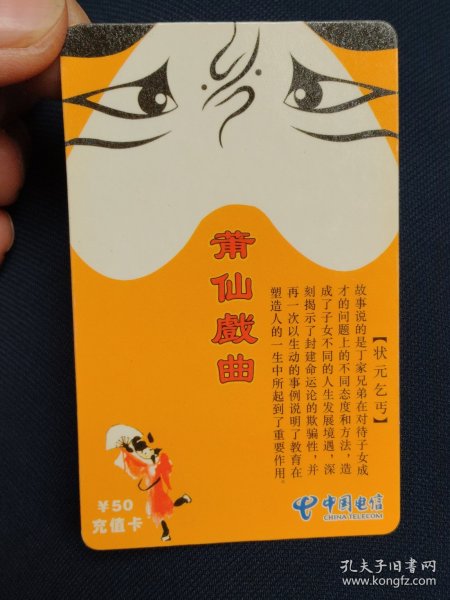 莆仙戲曲
【状元乞丐】
故事说的是丁家兄弟在对待子女成
才的问题上的不同态度和方法，造
成了子女不同的人生发展境遇，深
刻揭示了封建命运论的欺骗性，并
再一次以生动的事例说明了教育在
塑造人的一生中所起到了重要作用。
¥50
充值卡
中国电信
CHINA TELECOM
孔夫子旧书网
www.kongfz.com